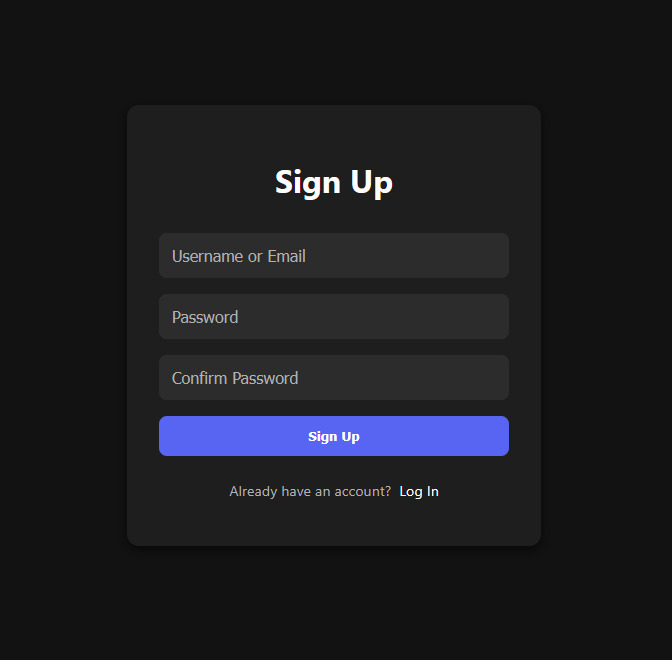 Sign Up
Username or Email
Password
Confirm Password
Sign Up
Already have an account? Log In